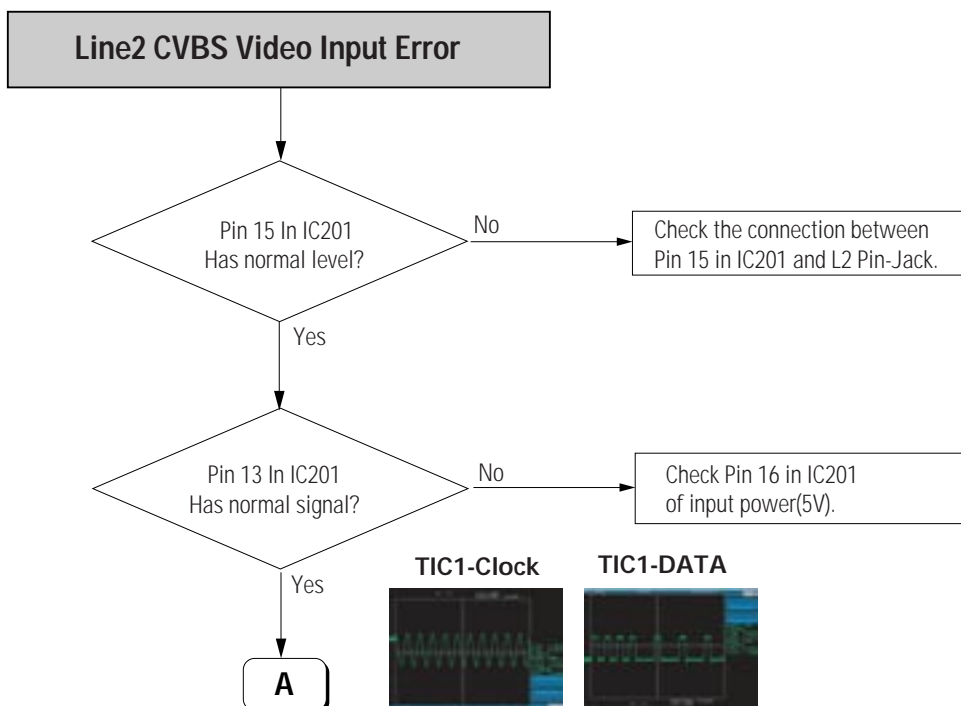 Line2 CVBS Video Input Error
Pin 15 In IC201
Has normal level?
No
Check the connection between
Pin 15 in IC201 and L2 Pin-Jack.
Yes
Pin 13 In IC201
Has normal signal?
No
Check Pin 16 in IC201
of input power(5V).
Yes
TIC1-Clock
TIC1-DATA
A